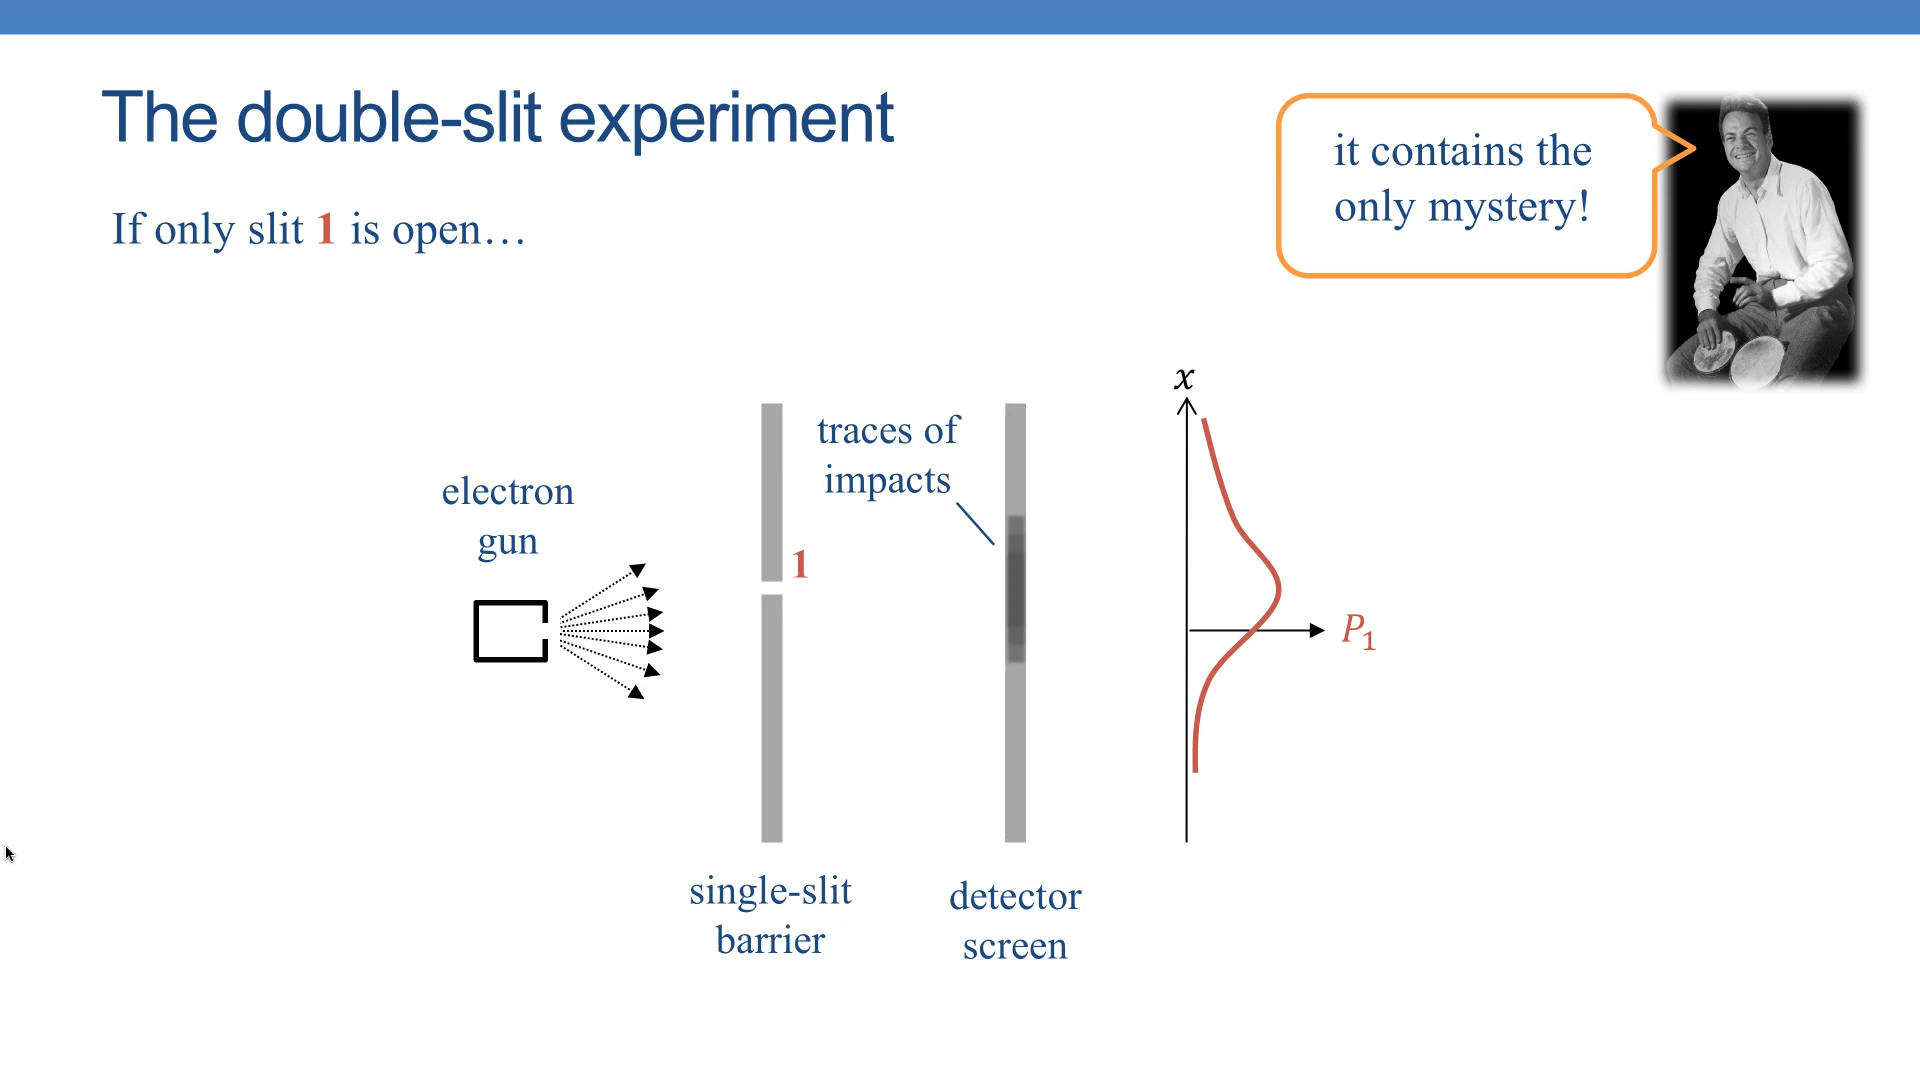 The double-slit experiment
it contains the
only mystery!
If only slit 1 is open…
x
traces of
impacts
electron
gun
1
P₁
single-slit
barrier
detector
screen